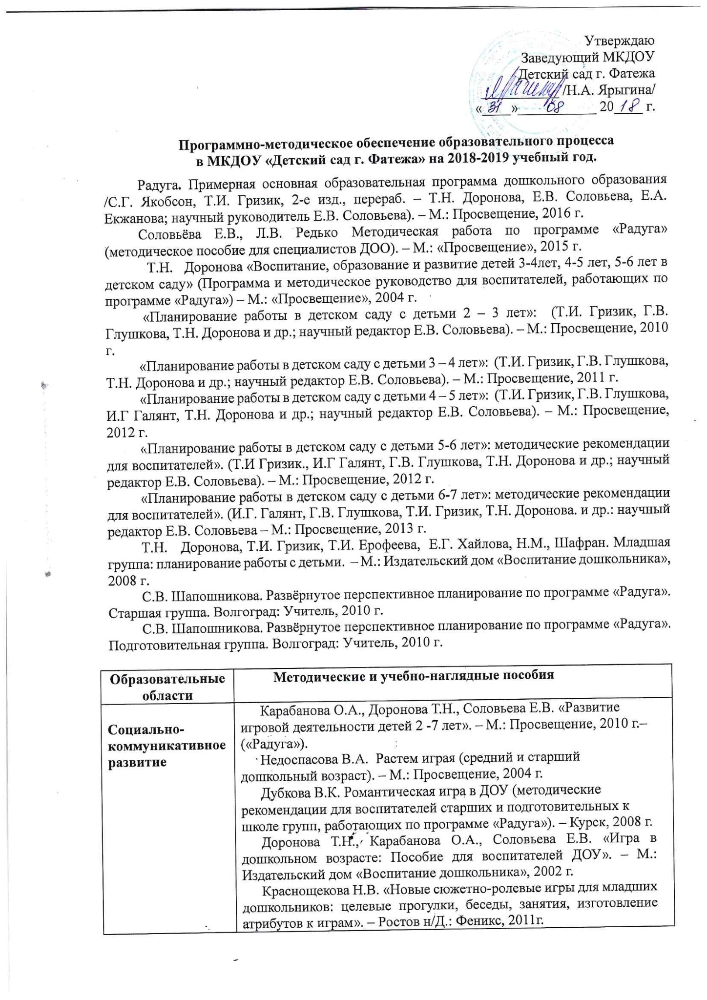 Утверждаю
Заведующий МКДОУ
Детский сад г. Фатежа
/Н.А. Ярыгина/
«31» 08 2018 г.
Программно-методическое обеспечение образовательного процесса
в МКДОУ «Детский сад г. Фатежа» на 2018-2019 учебный год.
Радуга. Примерная основная образовательная программа дошкольного образования
/С.Г. Якобсон, Т.И. Гризик, 2-е изд., перераб. – Т.Н. Доронова, Е.В. Соловьева, Е.А.
Екжанова; научный руководитель Е.В. Соловьева). – М.: Просвещение, 2016 г.
Соловьёва Е.В., Л.В. Редько Методическая работа по программе «Радуга»
(методическое пособие для специалистов ДОО). – М.: «Просвещение», 2015 г.
Т.Н. Доронова «Воспитание, образование и развитие детей 3-4лет, 4-5 лет, 5-6 лет в
детском саду» (Программа и методическое руководство для воспитателей, работающих по
программе «Радуга») – М.: «Просвещение», 2004 г.
«Планирование работы в детском саду с детьми 2 – 3 лет»: (Т.И. Гризик, Г.В.
Глушкова, Т.Н. Доронова и др.; научный редактор Е.В. Соловьева). – М.: Просвещение, 2010
г.
«Планирование работы в детском саду с детьми 3 – 4 лет»: (Т.И. Гризик, Г.В. Глушкова,
Т.Н. Доронова и др.; научный редактор Е.В. Соловьева). – М.: Просвещение, 2011 г.
«Планирование работы в детском саду с детьми 4 – 5 лет»: (Т.И. Гризик, Г.В. Глушкова,
И.Г Галянт, Т.Н. Доронова и др.; научный редактор Е.В. Соловьева). – М.: Просвещение,
2012 г.
«Планирование работы в детском саду с детьми 5-6 лет»: методические рекомендации
для воспитателей». (Т.И Гризик., И.Г Галянт, Г.В. Глушкова, Т.Н. Доронова и др.; научный
редактор Е.В. Соловьева). – М.: Просвещение, 2012 г.
«Планирование работы в детском саду с детьми 6-7 лет»: методические рекомендации
для воспитателей». (И.Г. Галянт, Г.В. Глушкова, Т.И. Гризик, Т.Н. Доронова. и др.: научный
редактор Е.В. Соловьева – М.: Просвещение, 2013 г.
Т.Н. Доронова, Т.И. Гризик, Т.И. Ерофеева, Е.Г. Хайлова, Н.М., Шафран. Младшая
группа: планирование работы с детьми. – М.: Издательский дом «Воспитание дошкольника»,
2008 г.
С.В. Шапошникова. Развёрнутое перспективное планирование по программе «Радуга».
Старшая группа. Волгоград: Учитель, 2010 г.
С.В. Шапошникова. Развёрнутое перспективное планирование по программе «Радуга».
Подготовительная группа. Волгоград: Учитель, 2010 г.
Образовательные
области
Методические и учебно-наглядные пособия
Социально-
коммуникативное
развитие
Карабанова О.А., Доронова Т.Н., Соловьева Е.В. «Развитие
игровой деятельности детей 2 -7 лет». – М.: Просвещение, 2010 г.–
(«Радуга»).
Недоспасова В.А. Растем играя (средний и старший
дошкольный возраст). – М.: Просвещение, 2004 г.
Дубкова В.К. Романтическая игра в ДОУ (методические
рекомендации для воспитателей старших и подготовительных к
школе групп, работающих по программе «Радуга»). – Курск, 2008 г.
Доронова Т.Н., Карабанова О.А., Соловьева Е.В. «Игра в
дошкольном возрасте: Пособие для воспитателей ДОУ». – М.:
Издательский дом «Воспитание дошкольника», 2002 г.
Краснощекова Н.В. «Новые сюжетно-ролевые игры для младших
дошкольников: целевые прогулки, беседы, занятия, изготовление
атрибутов к играм». – Ростов н/Д.: Феникс, 2011г.